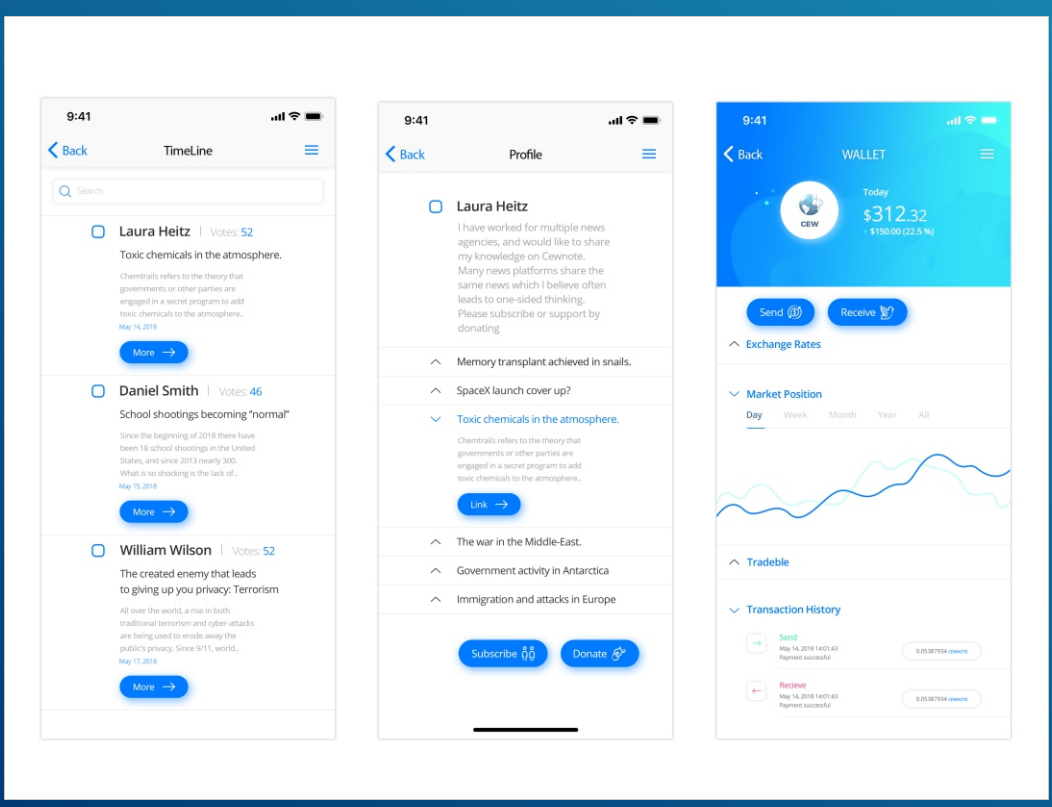 9:41
Back
TimeLine
Search
Laura Heitz | Votes: 52
Toxic chemicals in the atmosphere.
Chemtrails refers to the theory that
governments or other parties are
engaged in a secret program to add
toxic chemicals to the atmosphere..
May 14, 2018
More
Daniel Smith | Votes: 46
School shootings becoming “normal”
Since the beginning of 2018 there have
been 18 school shootings in the United
States, and since 2013 nearly 300.
What is so shocking is the lack of..
May 15, 2018
More
William Wilson | Votes: 52
The created enemy that leads
to giving up you privacy: Terrorism
All over the world, a rise in both
traditional terrorism and cyber-attacks
are being used to erode away the
public's privacy. Since 9/11, world..
May 17, 2018
More
9:41
Back
Profile
Laura Heitz
I have worked for multiple news
agencies, and would like to share
my knowledge on Cewnote.
Many news platforms share the
same news which I believe often
leads to one-sided thinking.
Please subscribe or support by
donating
Memory transplant achieved in snails.
SpaceX launch cover up?
Toxic chemicals in the atmosphere.
Chemtrails refers to the theory that
governments or other parties are
engaged in a secret program to add
toxic chemicals to the atmosphere..
Link
The war in the Middle-East.
Government activity in Antarctica
Immigration and attacks in Europe
Subscribe
Donate
9:41
Back
WALLET
CEW
Today
$312.32
$150.00 (22.5 %)
Send
Receive
Exchange Rates
Market Position
Day Week Month Year All
Tradeble
Transaction History
Send
May 14, 2018 14:01:43
Payment successful
0.05387934
Recieve
May 14, 2018 14:01:43
Payment successful
0.05387934